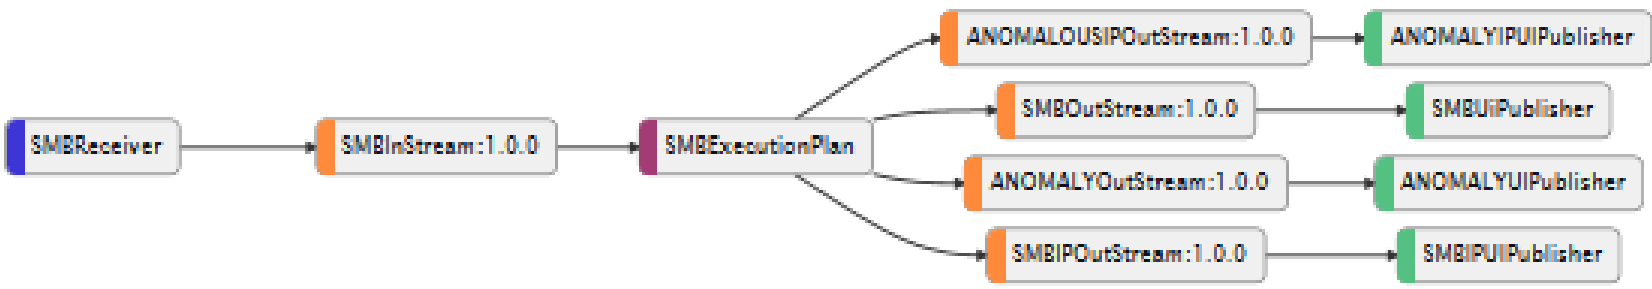 ANOMALOUSIPOutStream:1.0.0
ANOMALYIPUIPublisher
SMBOutStream:1.0.0
SMBUiPublisher
SMBReceiver
SMBInStream:1.0.0
SMBExecutionPlan
ANOMALYOutStream:1.0.0
ANOMALYUIPublisher
SMBIPOutStream:1.0.0
SMBIPUIPublisher